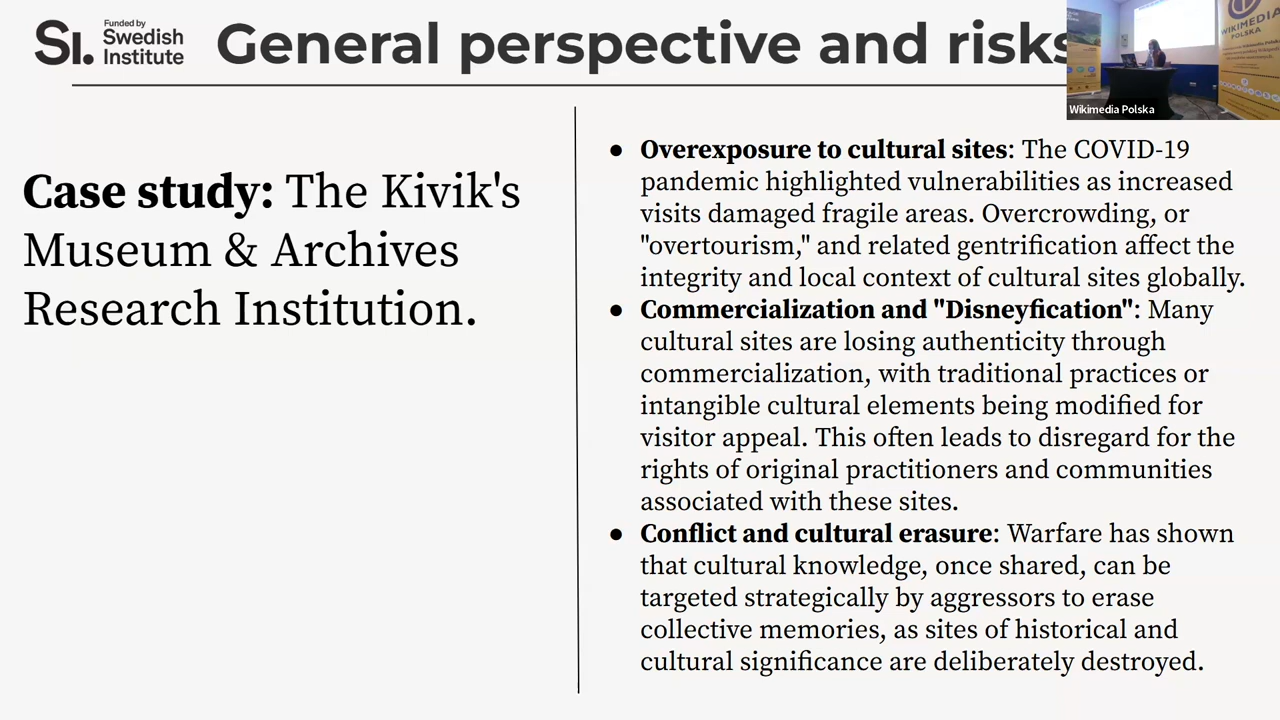 Funded by
SI. Swedish
Institute
General perspective and risks
WIKIMEDIA
POLSKA
Wikimedia Polska
Case study: The Kivik's
Museum & Archives
Research Institution.
● Overexposure to cultural sites: The COVID-19
pandemic highlighted vulnerabilities as increased
visits damaged fragile areas. Overcrowding, or
"overtourism," and related gentrification affect the
integrity and local context of cultural sites globally.
● Commercialization and "Disneyfication": Many
cultural sites are losing authenticity through
commercialization, with traditional practices or
intangible cultural elements being modified for
visitor appeal. This often leads to disregard for the
rights of original practitioners and communities
associated with these sites.
● Conflict and cultural erasure: Warfare has shown
that cultural knowledge, once shared, can be
targeted strategically by aggressors to erase
collective memories, as sites of historical and
cultural significance are deliberately destroyed.